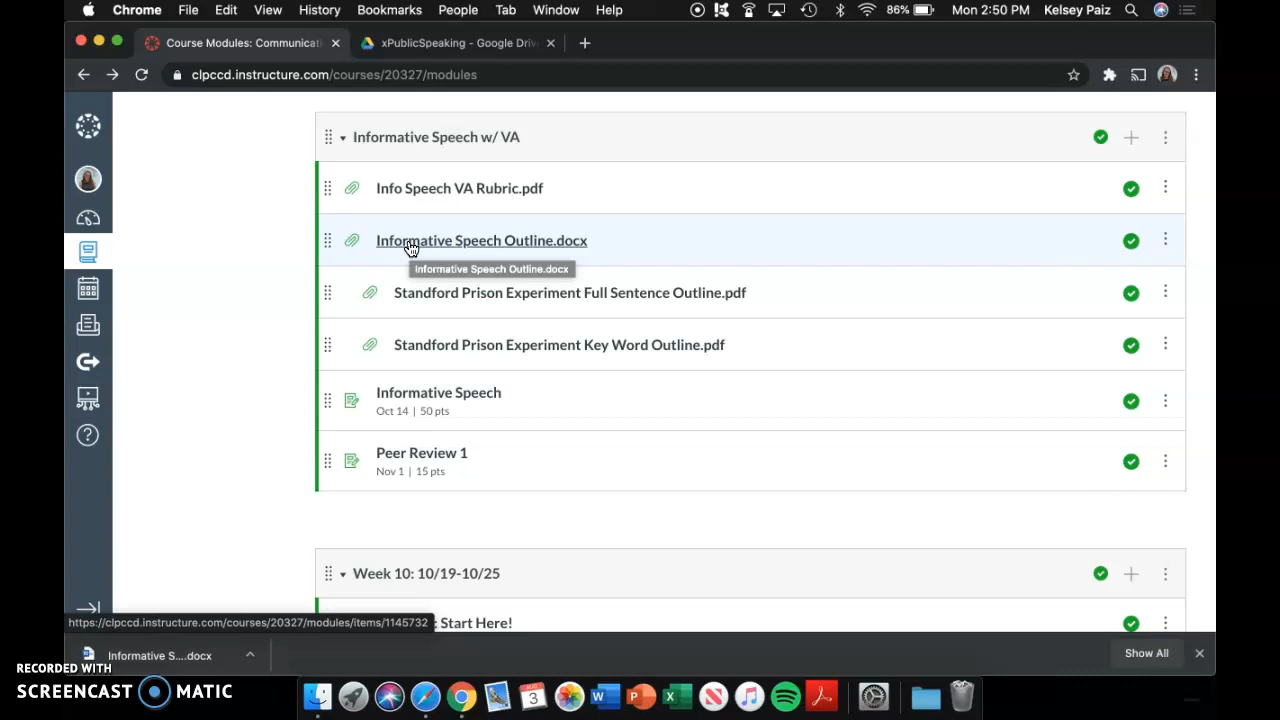 Chrome File Edit View History Bookmarks People Tab Window Help 86% Mon 2:50 PM Kelsey Paiz
Course Modules: Communicati xPublicSpeaking - Google Driv
clpccd.instructure.com/courses/20327/modules
Informative Speech w/ VA
Info Speech VA Rubric.pdf
Informative Speech Outline.docx
Informative Speech Outline.docx
Standford Prison Experiment Full Sentence Outline.pdf
Standford Prison Experiment Key Word Outline.pdf
Informative Speech
Oct 14 | 50 pts
Peer Review 1
Nov 1 | 15 pts
Week 10: 10/19-10/25
: Start Here!
https://clpccd.instructure.com/courses/20327/modules/items/1145732
Informative S....docx Show All
RECORDED WITH
SCREENCAST MATIC
3